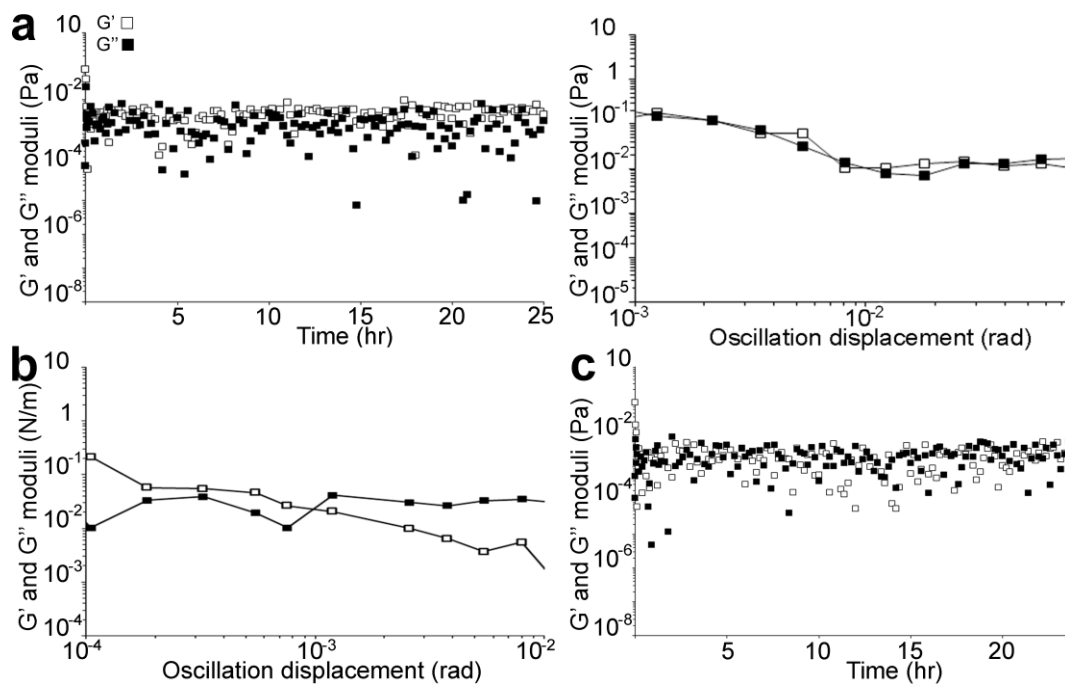 a
G' □
G'' ■
10
10⁻²
10⁻⁴
10⁻⁶
10⁻⁸
G' and G'' moduli (Pa)
5 10 15 20 25
Time (hr)
10
1
10⁻¹
10⁻²
10⁻³
10⁻⁴
10⁻⁵
G' and G'' moduli (Pa)
10⁻³ 10⁻²
Oscillation displacement (rad)
b
10
1
10⁻¹
10⁻²
10⁻³
10⁻⁴
G' and G'' moduli (N/m)
10⁻⁴ 10⁻³ 10⁻²
Oscillation displacement (rad)
c
10
10⁻²
10⁻⁴
10⁻⁶
10⁻⁸
G' and G'' moduli (Pa)
5 10 15 20
Time (hr)